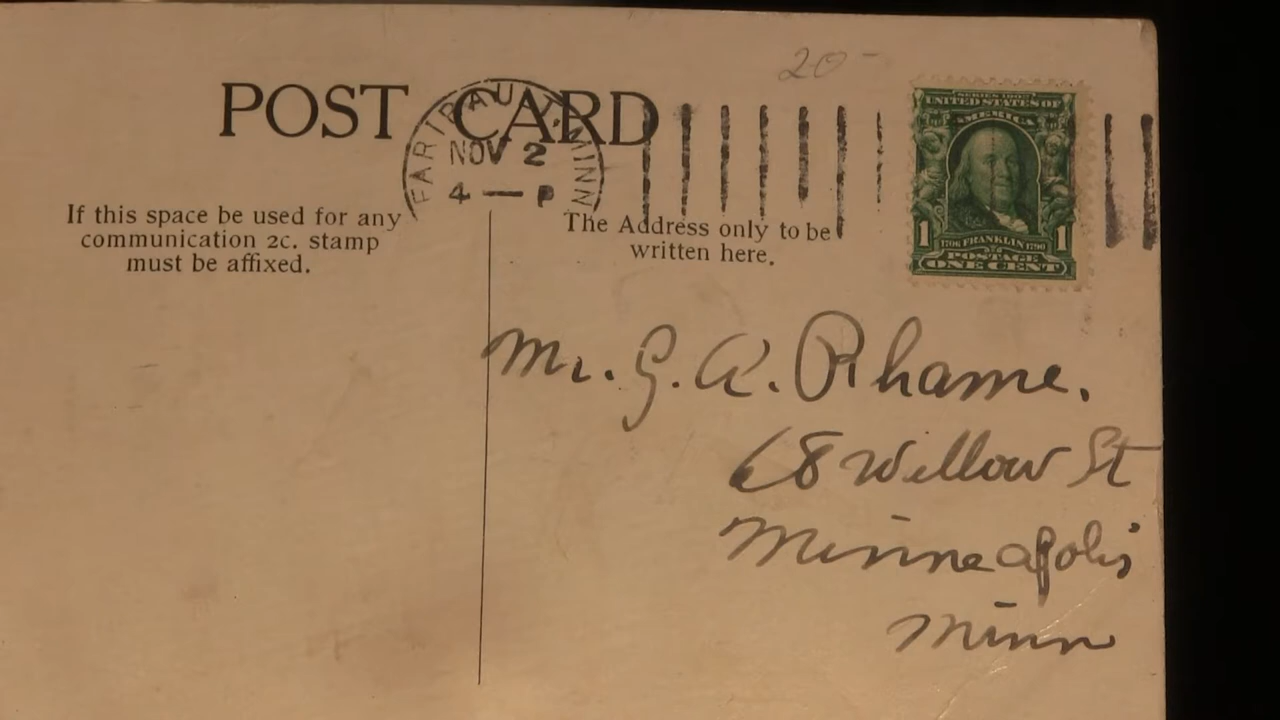 20-
POST CARD
FARIBAULT, MINN
NOV 2
4 — P
SERIES 1902
UNITED STATES OF
AMERICA
1 1706 FRANKLIN 1790 1
POSTAGE
ONE CENT
If this space be used for any
communication 2c. stamp
must be affixed.
The Address only to be
written here.
Mr. G. A. Rhame.
68 Willow St
Minneapolis
Minn